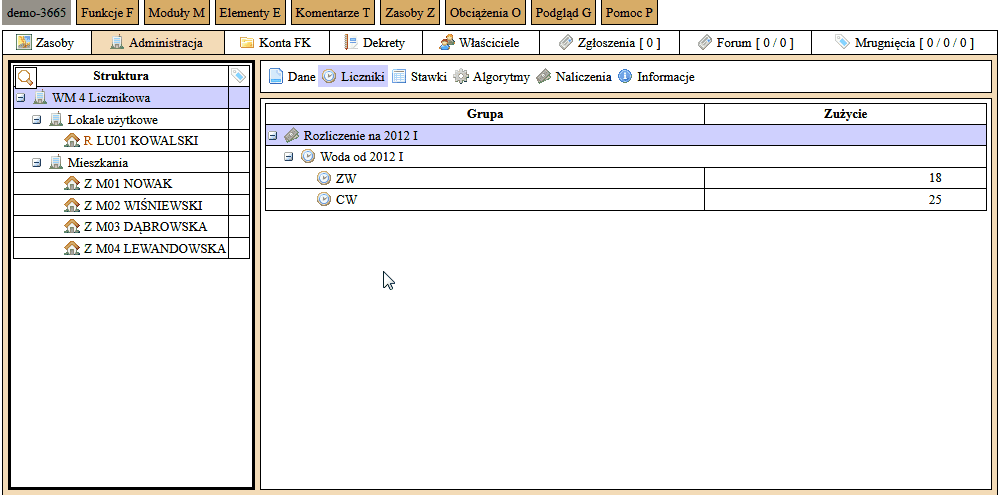 demo-3665 Funkcje F Moduły M Elementy E Komentarze T Zasoby Z Obciążenia O Podgląd G Pomoc P
Zasoby Administracja Konta FK Dekrety Właściciele Zgłoszenia [ 0 ] Forum [ 0 / 0 ] Mrugnięcia [ 0 / 0 / 0 ]
Struktura
WM 4 Licznikowa
Lokale użytkowe
R LU01 KOWALSKI
Mieszkania
Z M01 NOWAK
Z M02 WIŚNIEWSKI
Z M03 DĄBROWSKA
Z M04 LEWANDOWSKA
Dane Liczniki Stawki Algorytmy Naliczenia Informacje
Grupa Zużycie
Rozliczenie na 2012 I
Woda od 2012 I
ZW 18
CW 25